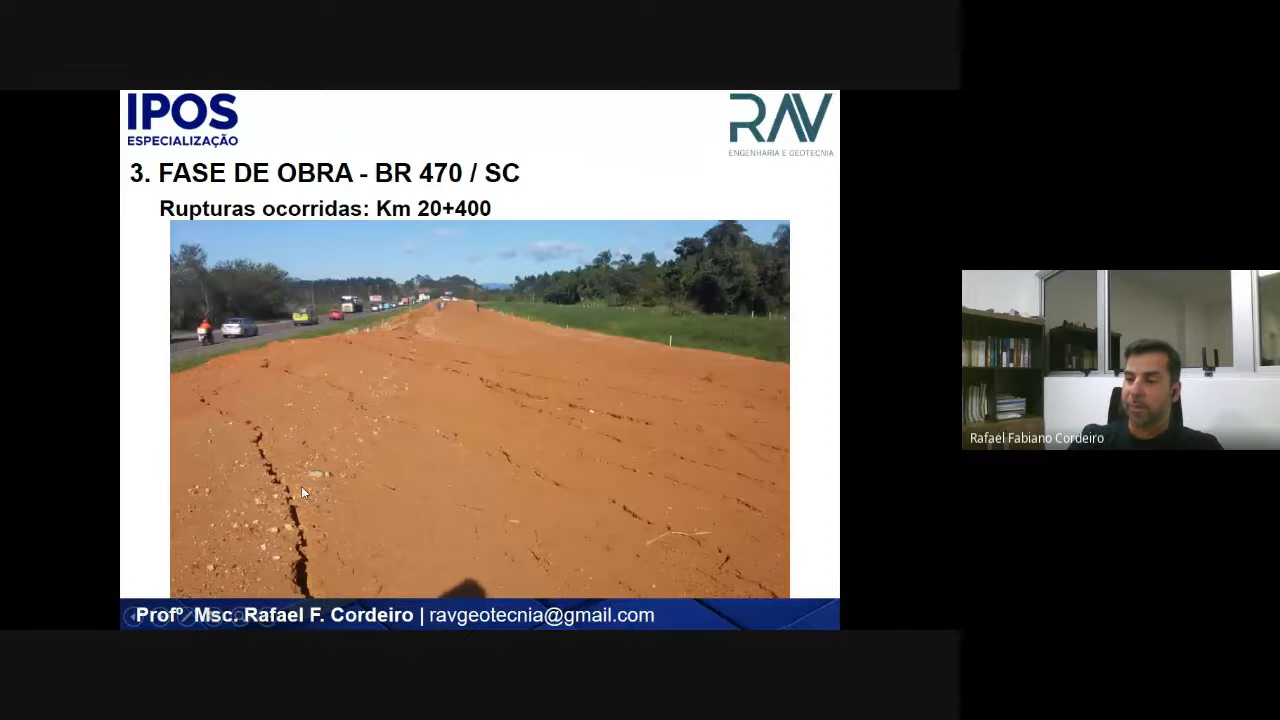 IPOS
ESPECIALIZAÇÃO
RAV
ENGENHARIA E GEOTECNIA
3. FASE DE OBRA - BR 470 / SC
Rupturas ocorridas: Km 20+400
Rafael Fabiano Cordeiro
Profº Msc. Rafael F. Cordeiro | ravgeotecnia@gmail.com